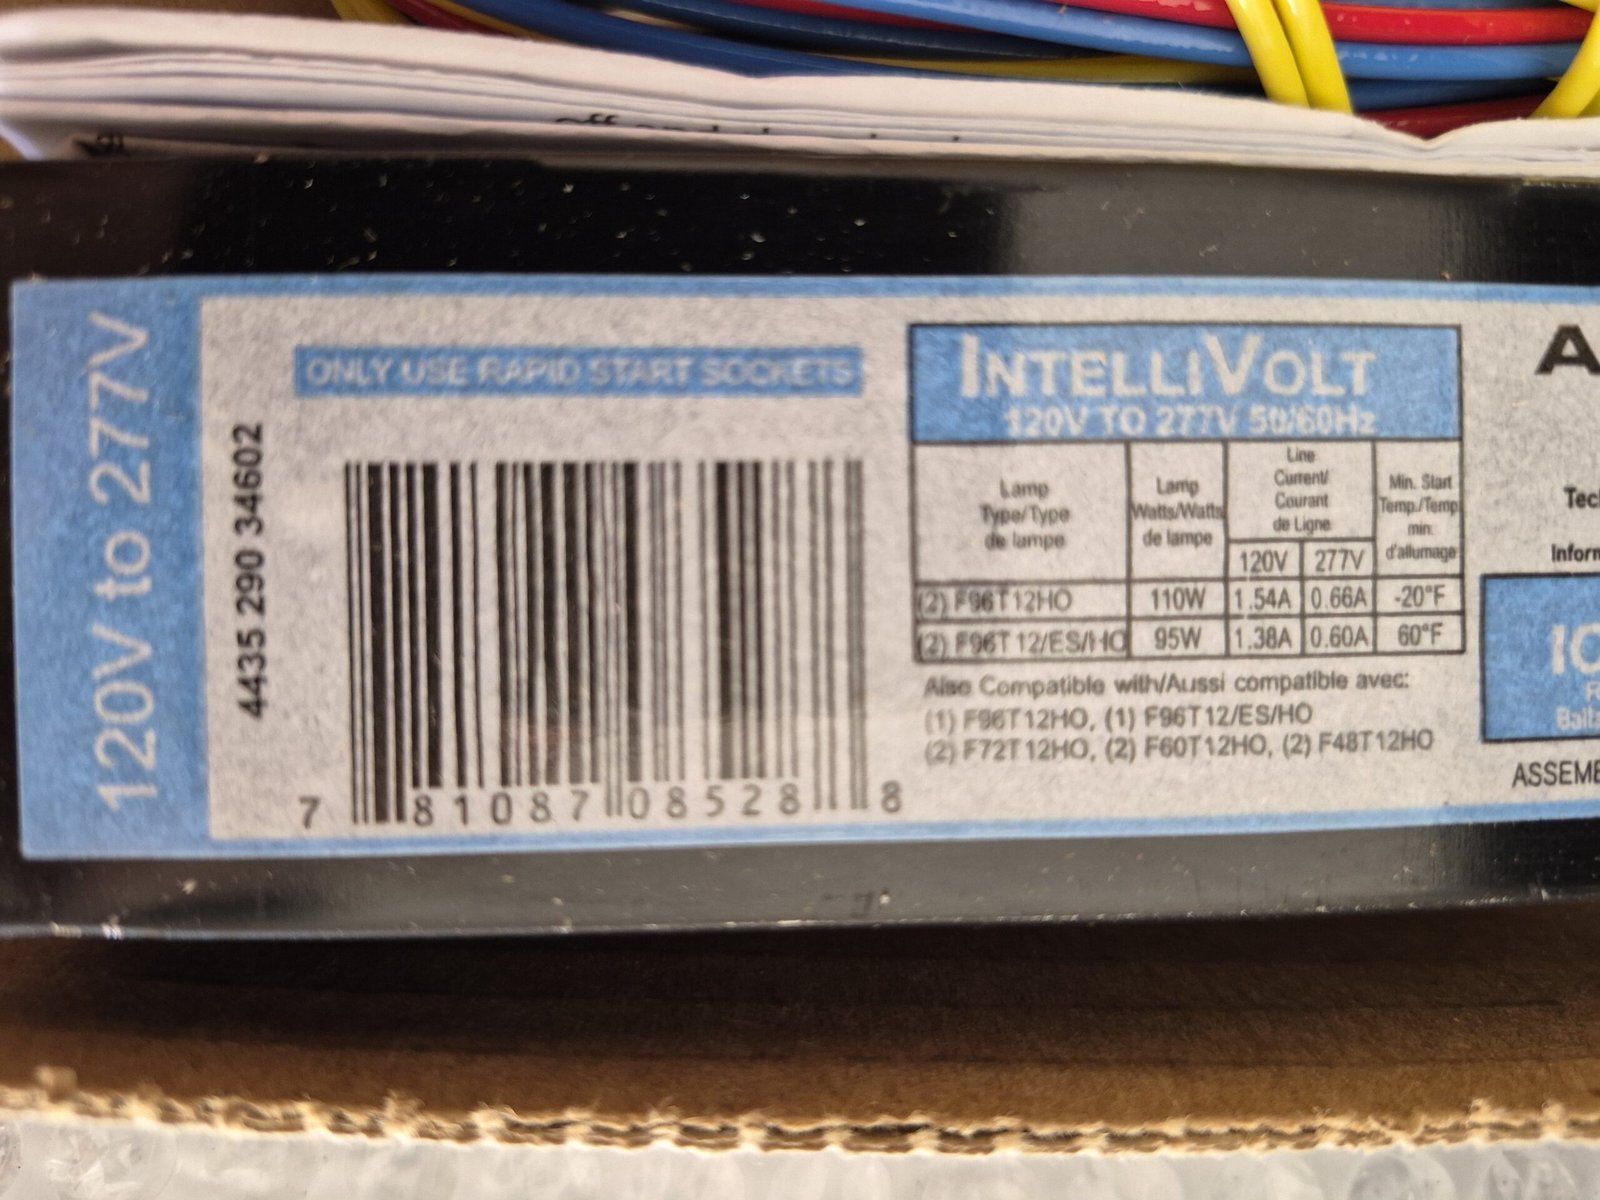 120V to 277V
4435 290 34602
ONLY USE RAPID START SOCKETS
7 81087 08528 8
INTELLIVOLT
120V TO 277V 50/60Hz
Lamp
Type/Type
de lampe
Lamp
Watts/Watts
de lampe
Line
Current/
Courant
de Ligne
120V 277V
Min. Start
Temp./Temp
min.
d'allumage
(2) F96T12HO 110W 1.54A 0.66A -20°F
(2) F96T12/ES/HO 95W 1.38A 0.60A 60°F
Also Compatible with/Aussi compatible avec:
(1) F96T12HO, (1) F96T12/ES/HO
(2) F72T12HO, (2) F60T12HO, (2) F48T12HO